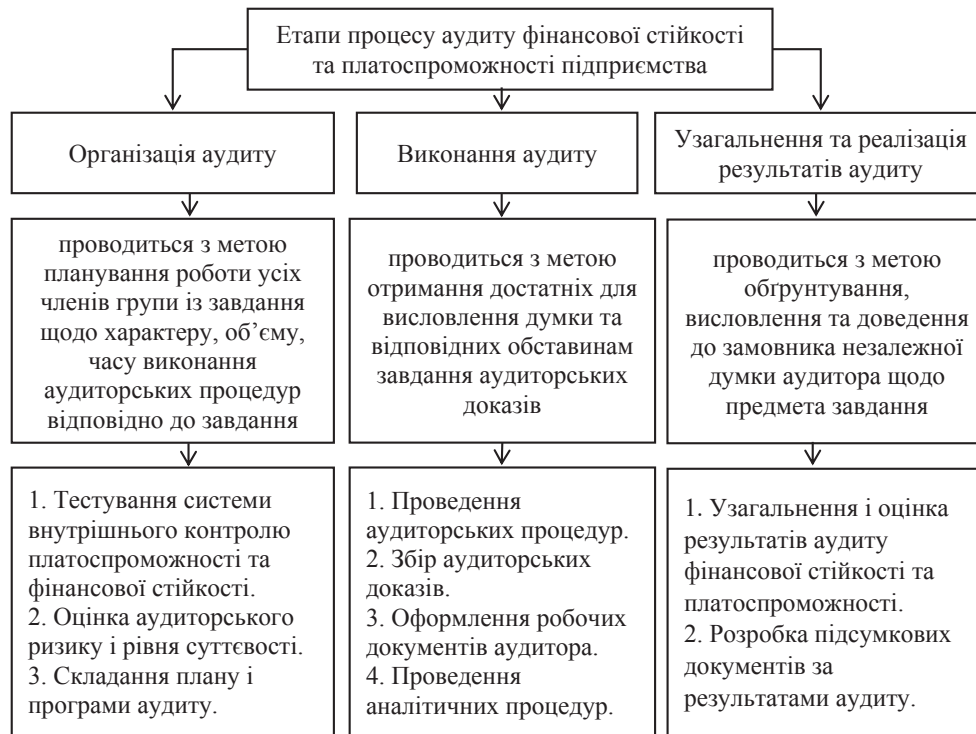 Етапи процесу аудиту фінансової стійкості
та платоспроможності підприємства
Організація аудиту
Виконання аудиту
Узагальнення та реалізація
результатів аудиту
проводиться з метою
планування роботи усіх
членів групи із завдання
щодо характеру, об’єму,
часу виконання
аудиторських процедур
відповідно до завдання
проводиться з метою
отримання достатніх для
висловлення думки та
відповідних обставинам
завдання аудиторських
доказів
проводиться з метою
обґрунтування,
висловлення та доведення
до замовника незалежної
думки аудитора щодо
предмета завдання
1. Тестування системи
внутрішнього контролю
платоспроможності та
фінансової стійкості.
2. Оцінка аудиторського
ризику і рівня суттєвості.
3. Складання плану і
програми аудиту.
1. Проведення
аудиторських процедур.
2. Збір аудиторських
доказів.
3. Оформлення робочих
документів аудитора.
4. Проведення
аналітичних процедур.
1. Узагальнення і оцінка
результатів аудиту
фінансової стійкості та
платоспроможності.
2. Розробка підсумкових
документів за
результатами аудиту.